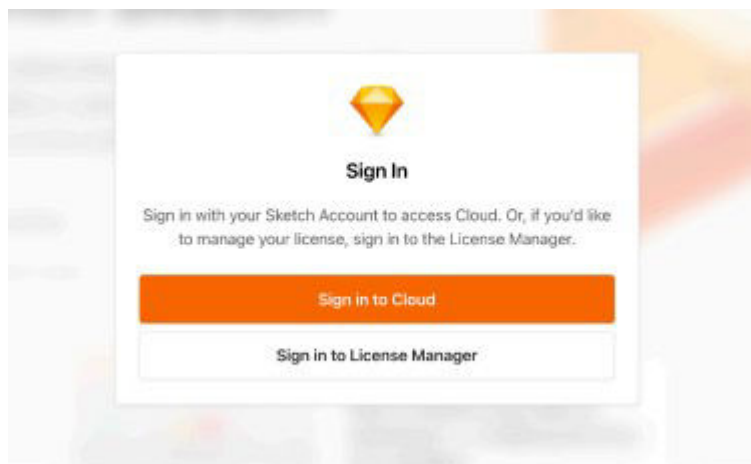 Sign In
Sign in with your Sketch Account to access Cloud. Or, if you'd like
to manage your license, sign in to the License Manager.
Sign in to Cloud
Sign in to License Manager